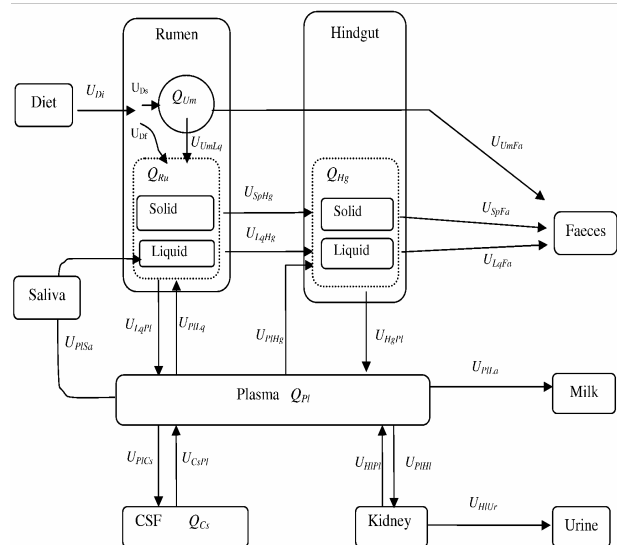 Rumen
Hindgut
Diet
U_Di
U_Ds
Q_Um
U_Df
U_UmLq
U_UmFa
Q_Ru
Q_Hg
Solid
U_SpHg
Solid
U_SpFa
Faeces
Liquid
U_LqHg
Liquid
U_LqFa
Saliva
U_PlSa
U_LqPl
U_PlLq
U_PlHg
U_HgPl
Plasma Q_Pl
U_PlLa
Milk
U_PlCs
U_CsPl
U_HlPl
U_PlHl
CSF Q_Cs
Kidney
U_HlUr
Urine